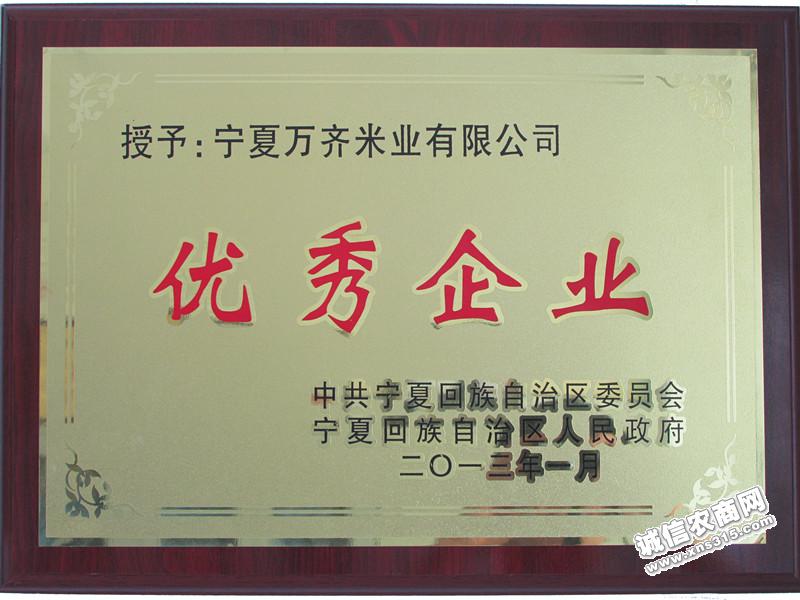 授予:宁夏万齐米业有限公司
优秀企业
中共宁夏回族自治区委员会
宁夏回族自治区人民政府
二〇一三年一月
诚信农商网
www.xns315.com